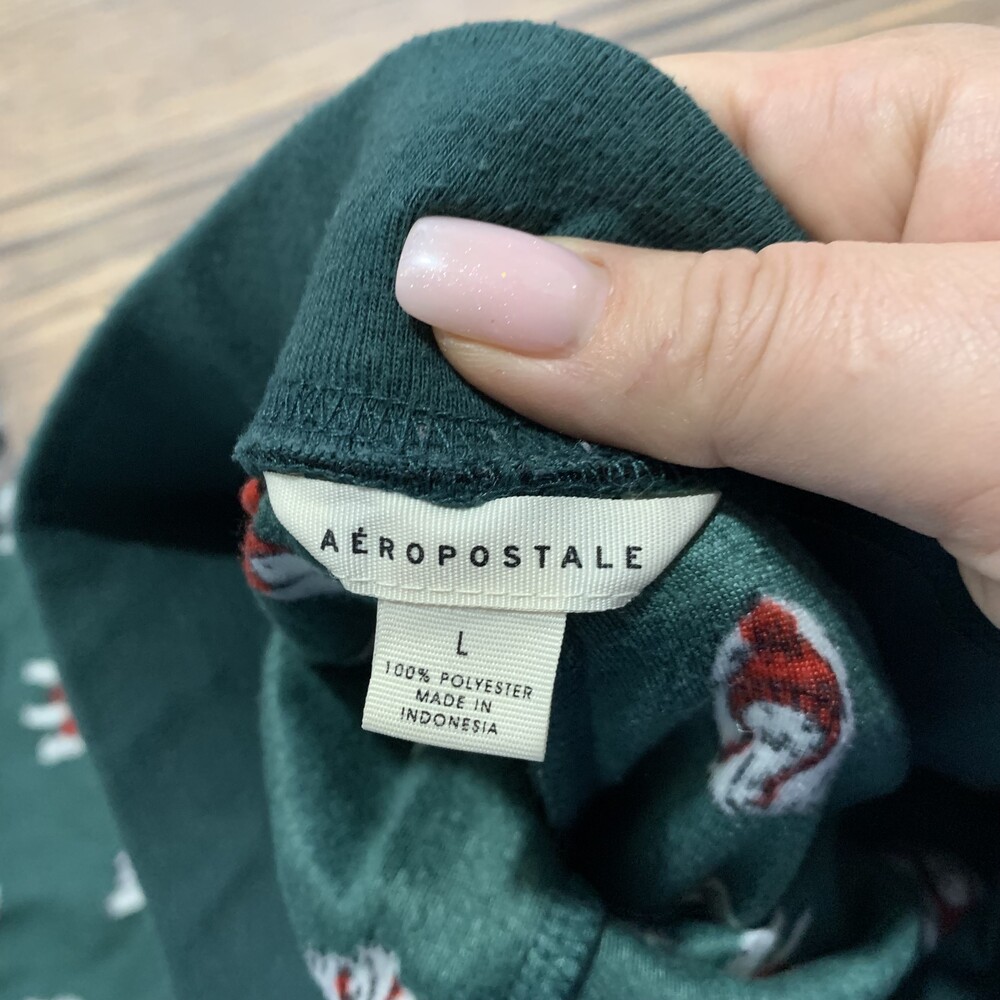 AÉROPOSTALE
L
100% POLYESTER
MADE IN
INDONESIA